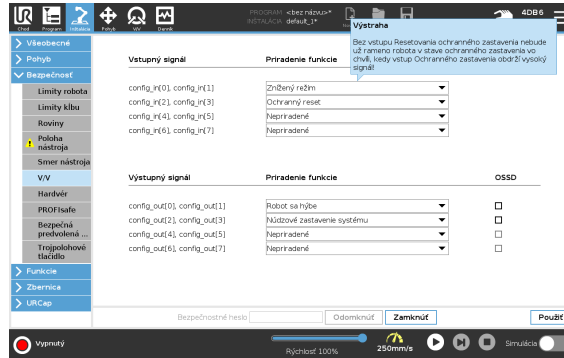 PROGRAM <bez názvu>*
INŠTALÁCIA default_1*
4DB6
Chod Program Inštalácia Pohyb V/V Denník
Výstraha
Bez vstupu Resetovania ochranného zastavenia nebude
už rameno robota v stave ochranného zastavenia vo
chvíli, kedy vstup Ochranného zastavenia obdrží vysoký
signál!
Všeobecné
Pohyb
Bezpečnosť
Limity robota
Limity kĺbu
Roviny
Poloha
nástroja
Smer nástroja
V/V
Hardvér
PROFIsafe
Bezpečná
predvolená ...
Trojpolohové
tlačidlo
Funkcie
Zbernica
URCap
Vstupný signál Priradenie funkcie
config_in[0], config_in[1] Znížený režim
config_in[2], config_in[3] Ochranný reset
config_in[4], config_in[5] Nepriradené
config_in[6], config_in[7] Nepriradené
Výstupný signál Priradenie funkcie OSSD
config_out[0], config_out[1] Robot sa hýbe
config_out[2], config_out[3] Núdzové zastavenie systému
config_out[4], config_out[5] Nepriradené
config_out[6], config_out[7] Nepriradené
Bezpečnostné heslo Odomknúť Zamknúť Použiť
Vypnutý
Rýchlosť 100%
250mm/s
Simulácia